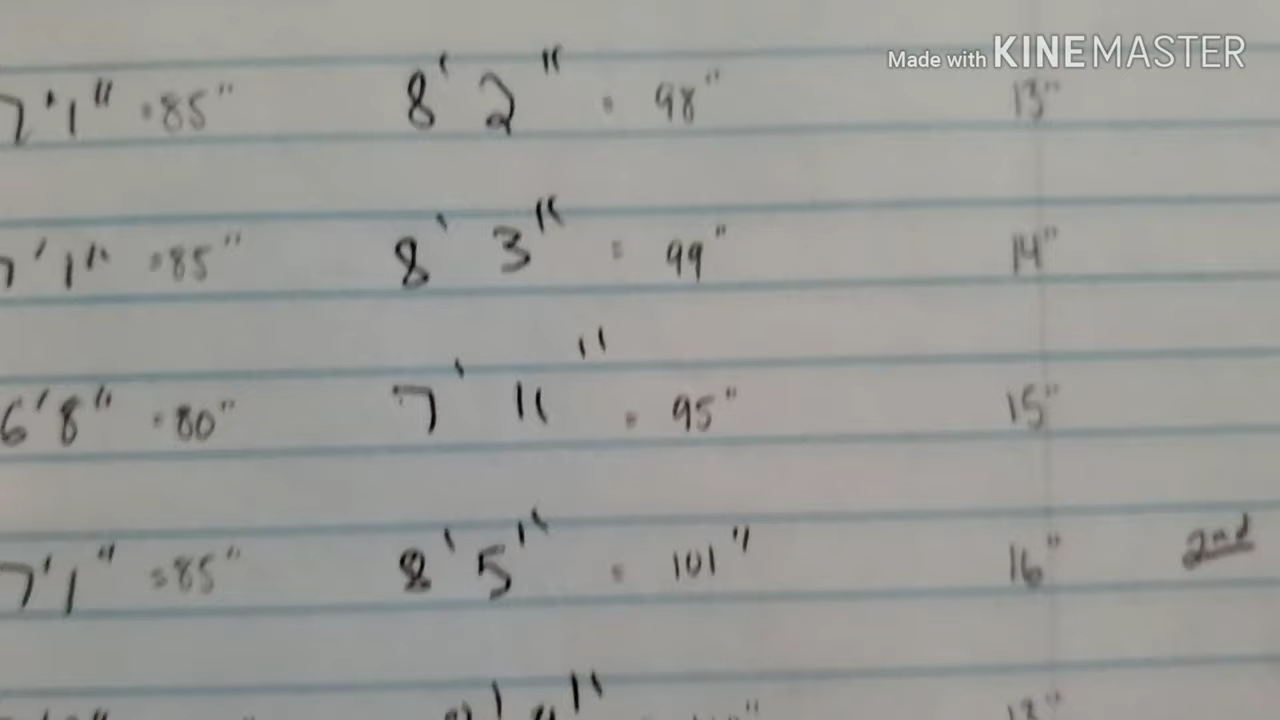 Made with KINEMASTER
7'1" =85" 8' 2" = 98" 13"
7'1" =85" 8' 3" = 99" 14"
6'8" =80" 7' 11" = 95" 15"
7'1" =85" 8' 5" = 101" 16" 2nd